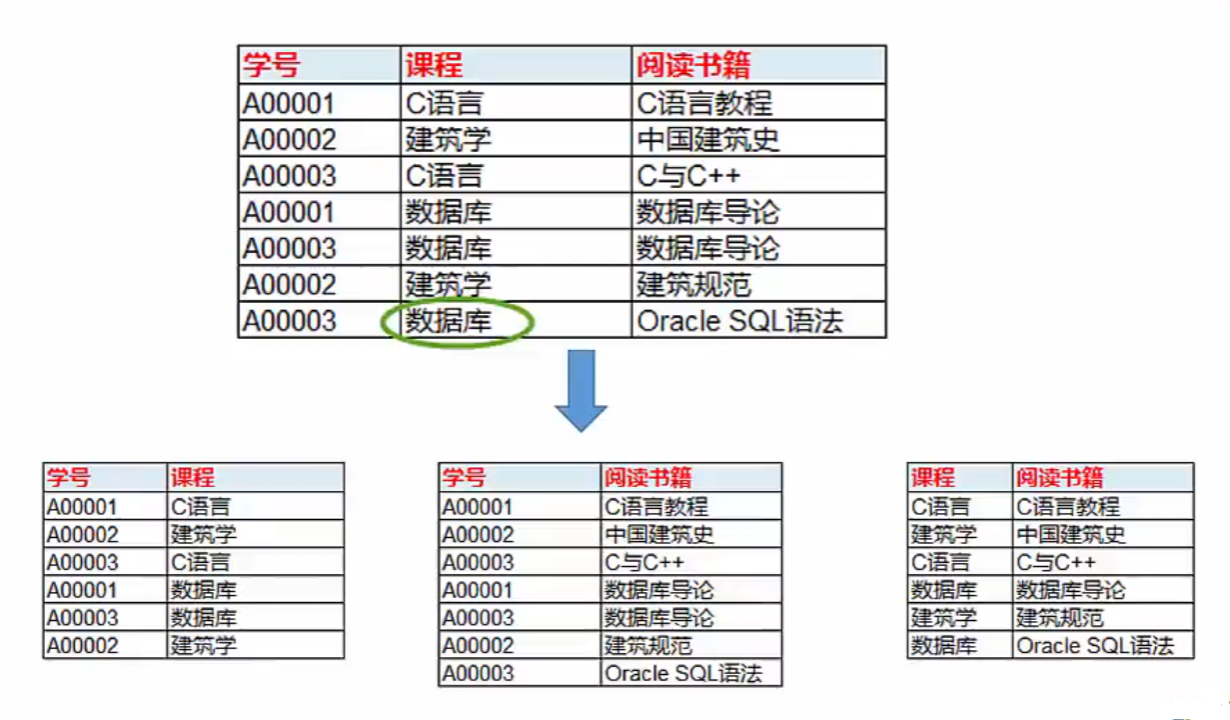 学号 课程 阅读书籍
A00001 C语言 C语言教程
A00002 建筑学 中国建筑史
A00003 C语言 C与C++
A00001 数据库 数据库导论
A00003 数据库 数据库导论
A00002 建筑学 建筑规范
A00003 数据库 Oracle SQL语法
学号 课程
A00001 C语言
A00002 建筑学
A00003 C语言
A00001 数据库
A00003 数据库
A00002 建筑学
学号 阅读书籍
A00001 C语言教程
A00002 中国建筑史
A00003 C与C++
A00001 数据库导论
A00003 数据库导论
A00002 建筑规范
A00003 Oracle SQL语法
课程 阅读书籍
C语言 C语言教程
建筑学 中国建筑史
C语言 C与C++
数据库 数据库导论
建筑学 建筑规范
数据库 Oracle SQL语法